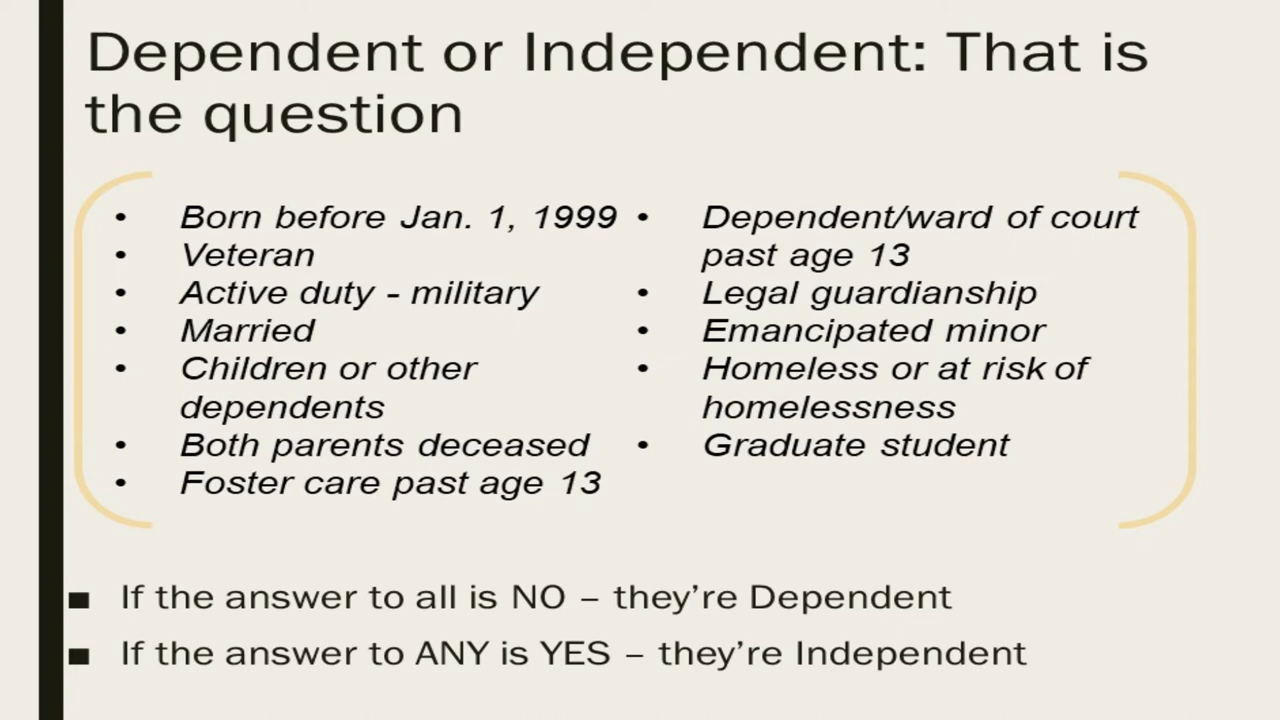 Dependent or Independent: That is
the question
• Born before Jan. 1, 1999
• Veteran
• Active duty - military
• Married
• Children or other
dependents
• Both parents deceased
• Foster care past age 13
• Dependent/ward of court
past age 13
• Legal guardianship
• Emancipated minor
• Homeless or at risk of
homelessness
• Graduate student
■ If the answer to all is NO – they’re Dependent
■ If the answer to ANY is YES – they’re Independent